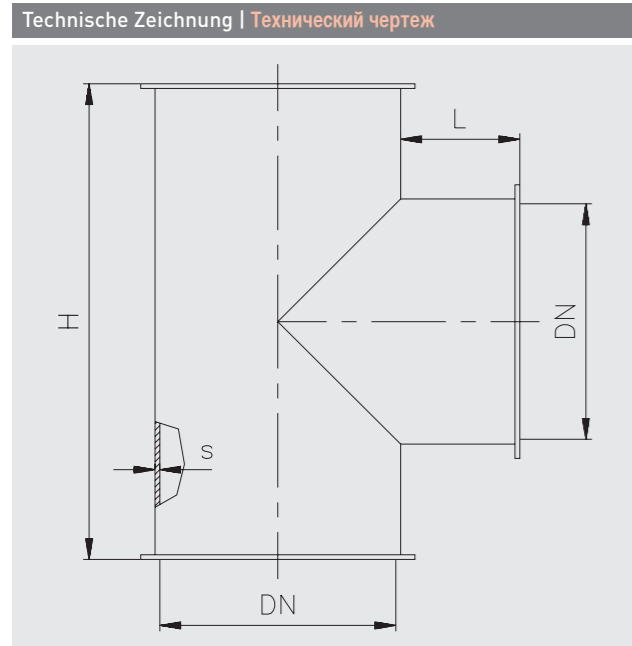 Technische Zeichnung | Технический чертеж
L
H
DN
s
DN